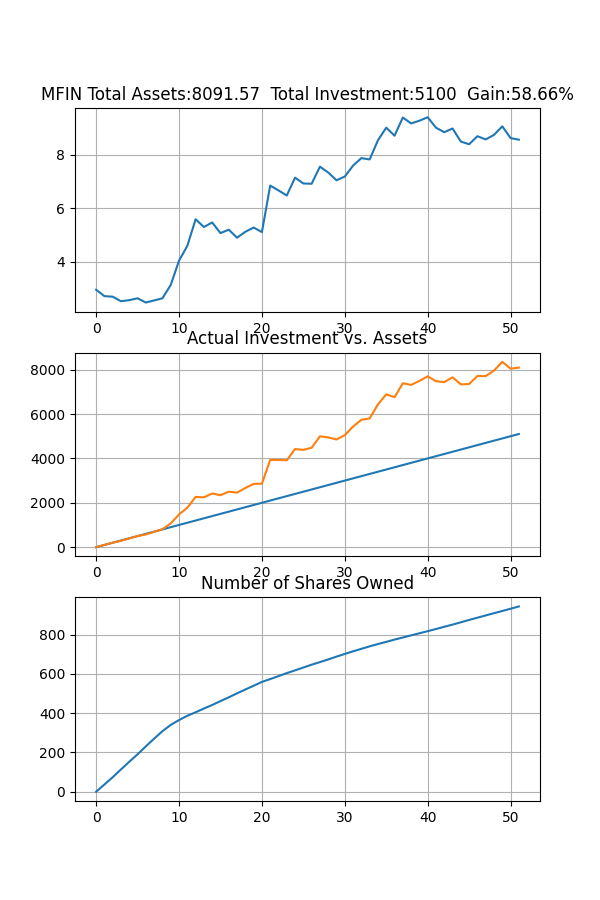 MFIN Total Assets:8091.57 Total Investment:5100 Gain:58.66%
8
6
4
0 10 20 30 40 50
Actual Investment vs. Assets
8000
6000
4000
2000
0
0 10 20 30 40 50
Number of Shares Owned
800
600
400
200
0
0 10 20 30 40 50